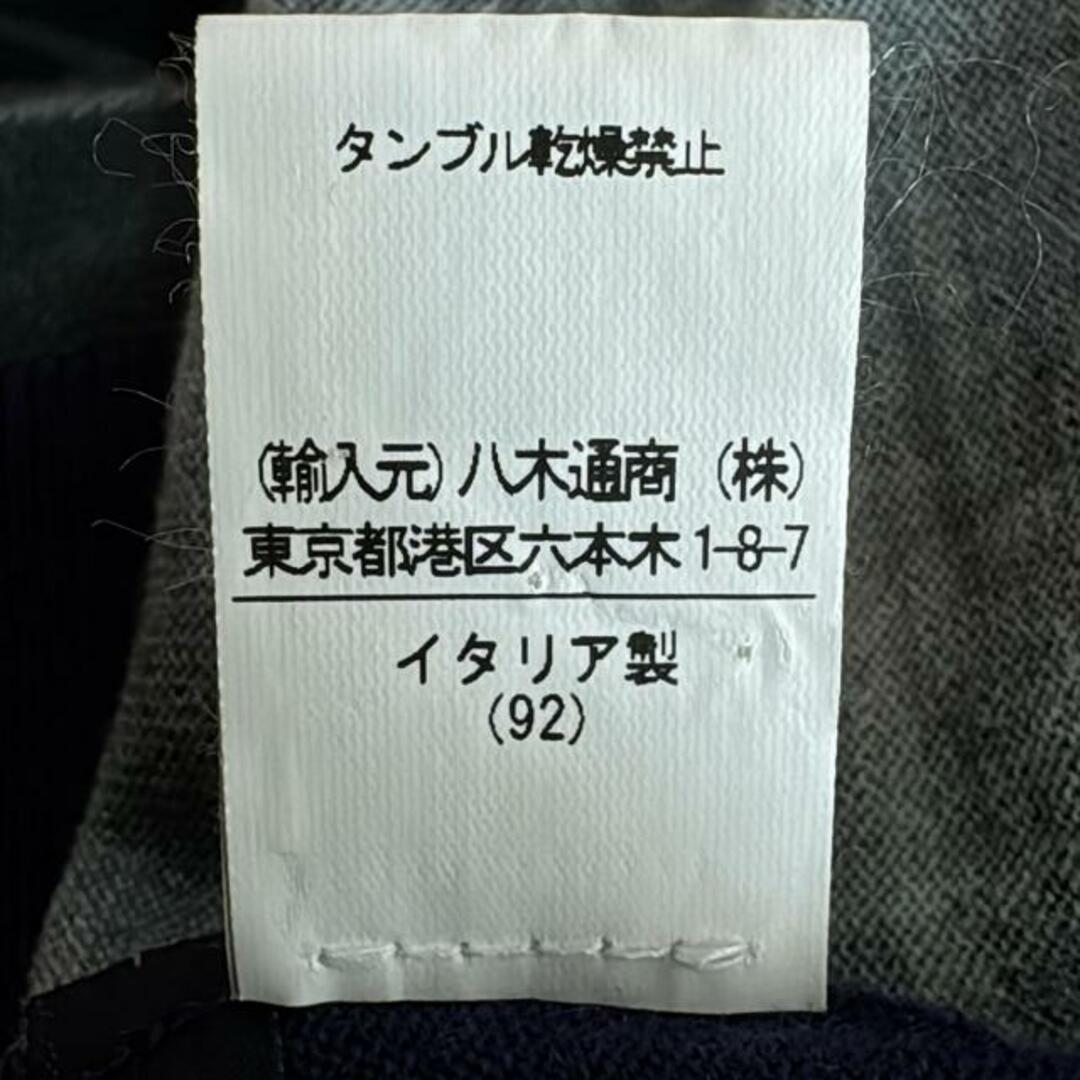 タンブル乾燥禁止
(輸入元)八木通商 (株)
東京都港区六本木1-8-7
イタリア製
(92)